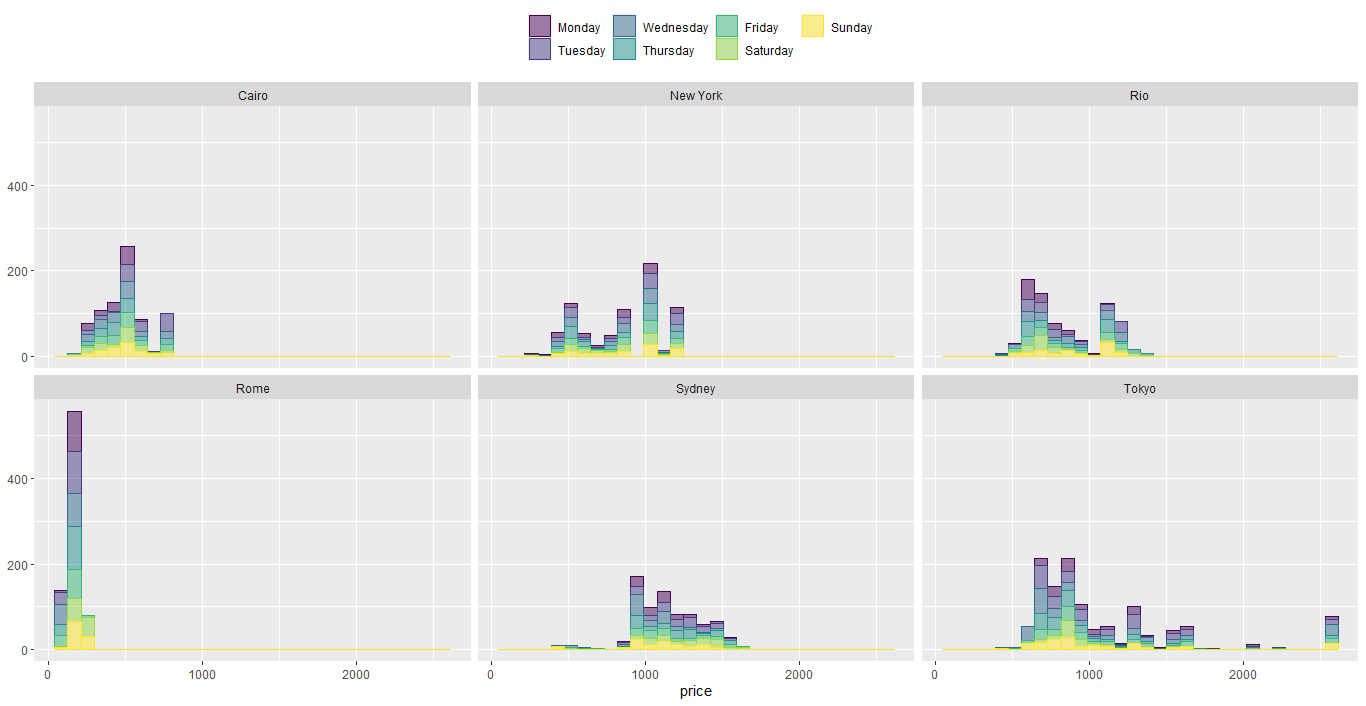 Monday Wednesday Friday Sunday
Tuesday Thursday Saturday
Cairo New York Rio
400
200
0
Rome Sydney Tokyo
400
200
0
0 1000 2000 0 1000 2000 0 1000 2000
price